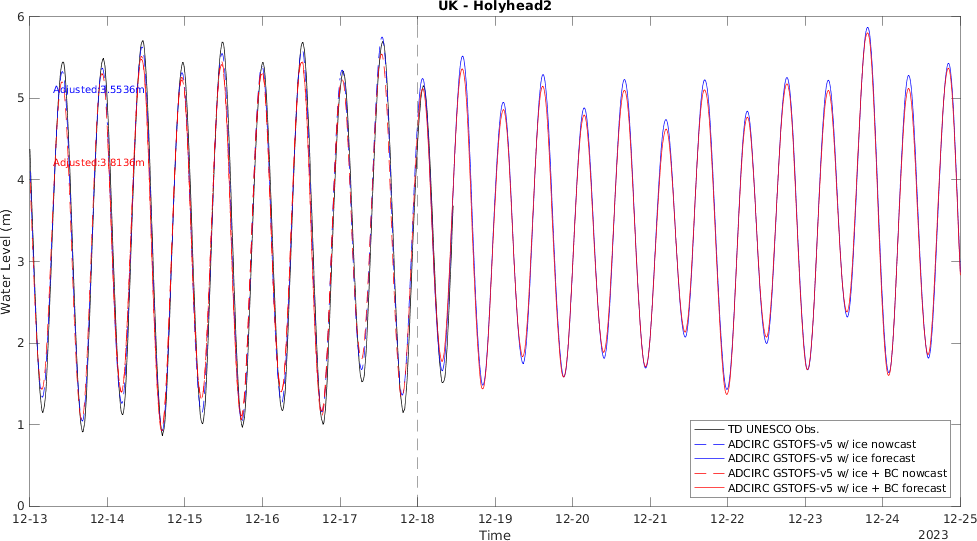 UK - Holyhead2
6
5
4
3
2
1
0
Water Level (m)
Adjusted:3.5536m
Adjusted:3.8136m
TD UNESCO Obs.
ADCIRC GSTOFS-v5 w/ ice nowcast
ADCIRC GSTOFS-v5 w/ ice forecast
ADCIRC GSTOFS-v5 w/ ice + BC nowcast
ADCIRC GSTOFS-v5 w/ ice + BC forecast
12-13 12-14 12-15 12-16 12-17 12-18 12-19 12-20 12-21 12-22 12-23 12-24 12-25
Time
2023